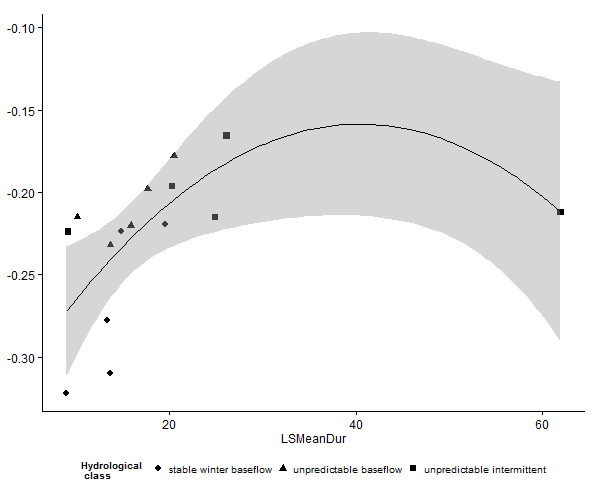 -0.10
-0.15
-0.20
-0.25
-0.30
20 40 60
LSMeanDur
Hydrological
class
stable winter baseflow unpredictable baseflow unpredictable intermittent